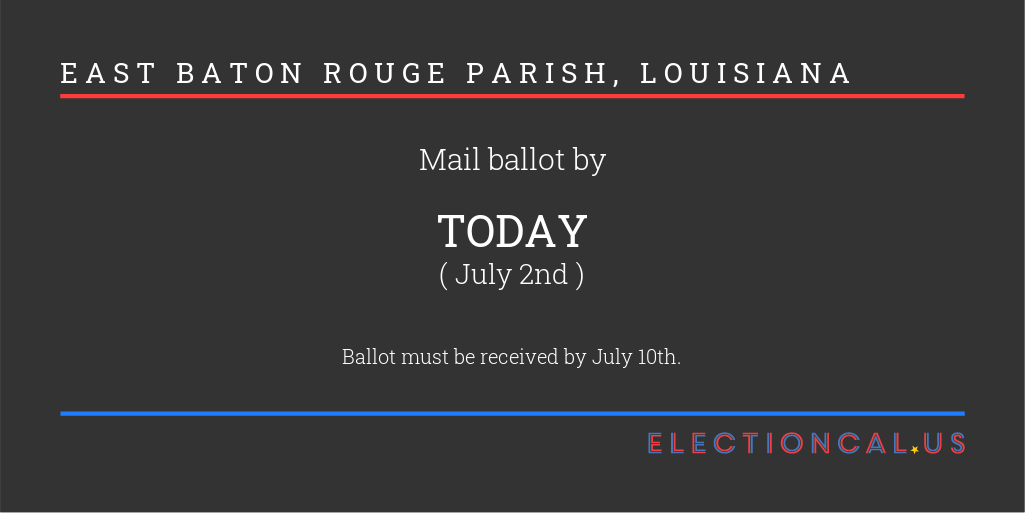 EAST BATON ROUGE PARISH, LOUISIANA
Mail ballot by
TODAY
( July 2nd )
Ballot must be received by July 10th.
ELECTIONCAL.US